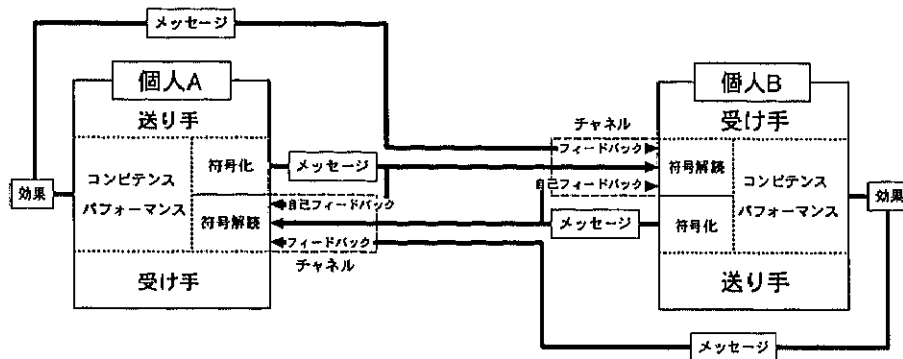 メッセージ
個人A
送り手
コンピテンス
パフォーマンス
符号化
符号解読
受け手
効果
メッセージ
自己フィードバック
フィードバック
チャネル
チャネル
フィードバック
自己フィードバック
メッセージ
個人B
受け手
符号解読
符号化
コンピテンス
パフォーマンス
送り手
効果
メッセージ